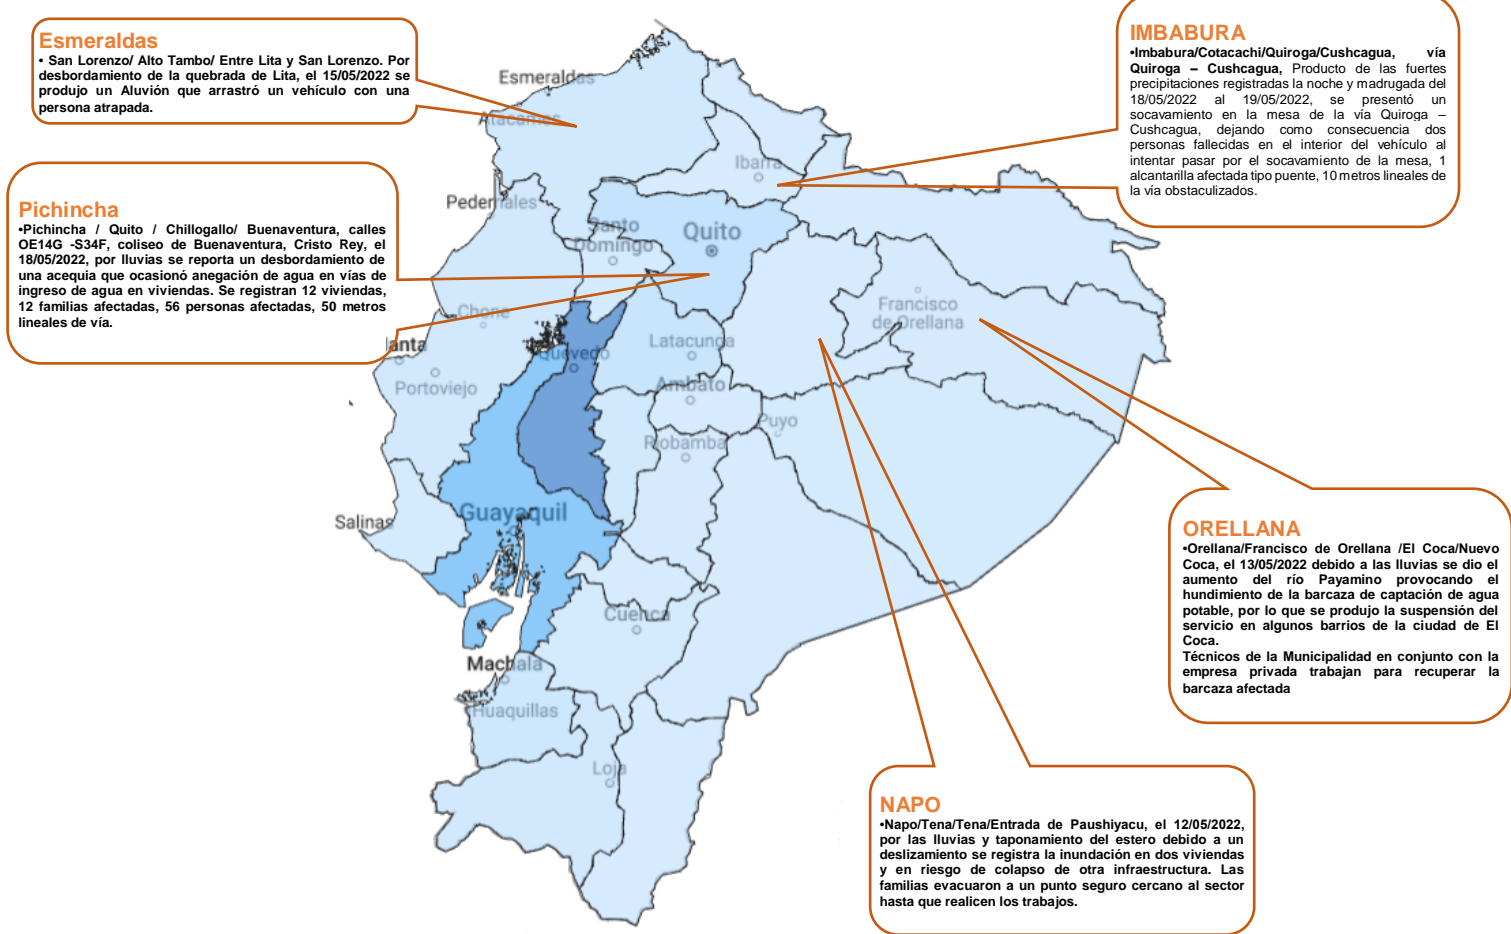 Esmeraldas
• San Lorenzo/ Alto Tambo/ Entre Lita y San Lorenzo. Por
desbordamiento de la quebrada de Lita, el 15/05/2022 se
produjo un Aluvión que arrastró un vehículo con una
persona atrapada.
IMBABURA
•Imbabura/Cotacachi/Quiroga/Cushcagua, vía
Quiroga – Cushcagua, Producto de las fuertes
precipitaciones registradas la noche y madrugada del
18/05/2022 al 19/05/2022, se presentó un
socavamiento en la mesa de la vía Quiroga –
Cushcagua, dejando como consecuencia dos
personas fallecidas en el interior del vehículo al
intentar pasar por el socavamiento de la mesa, 1
alcantarilla afectada tipo puente, 10 metros lineales de
la vía obstaculizados.
Pichincha
•Pichincha / Quito / Chillogallo/ Buenaventura, calles
OE14G -S34F, coliseo de Buenaventura, Cristo Rey, el
18/05/2022, por lluvias se reporta un desbordamiento de
una acequia que ocasionó anegación de agua en vías de
ingreso de agua en viviendas. Se registran 12 viviendas,
12 familias afectadas, 56 personas afectadas, 50 metros
lineales de vía.
Esmeraldas
Atacames
Ibarra
Pedernales
Santo
Domingo
Quito
Francisco
de Orellana
Chone
anta
Quevedo
Latacunga
Portoviejo
Ambato
Puyo
Riobamba
Guayaquil
Salinas
Cuenca
Machala
Huaquillas
Loja
ORELLANA
•Orellana/Francisco de Orellana /El Coca/Nuevo
Coca, el 13/05/2022 debido a las lluvias se dio el
aumento del río Payamino provocando el
hundimiento de la barcaza de captación de agua
potable, por lo que se produjo la suspensión del
servicio en algunos barrios de la ciudad de El
Coca.
Técnicos de la Municipalidad en conjunto con la
empresa privada trabajan para recuperar la
barcaza afectada
NAPO
•Napo/Tena/Tena/Entrada de Paushiyacu, el 12/05/2022,
por las lluvias y taponamiento del estero debido a un
deslizamiento se registra la inundación en dos viviendas
y en riesgo de colapso de otra infraestructura. Las
familias evacuaron a un punto seguro cercano al sector
hasta que realicen los trabajos.